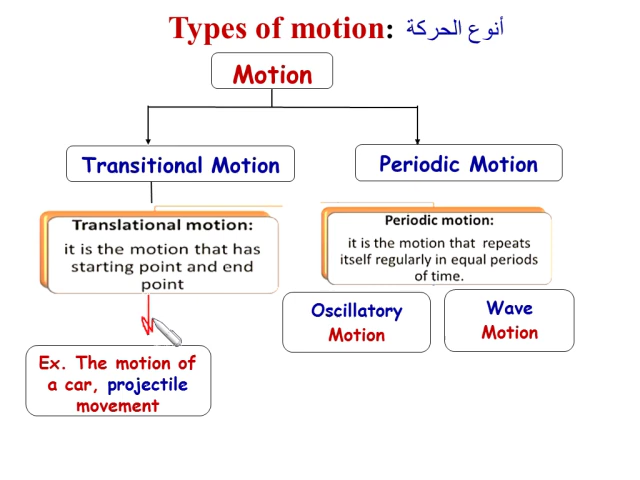 Types of motion: أنوع الحركة
Motion
Transitional Motion
Periodic Motion
Translational motion:
it is the motion that has
starting point and end
point
Periodic motion:
it is the motion that repeats
itself regularly in equal periods
of time.
Oscillatory
Motion
Wave
Motion
Ex. The motion of
a car, projectile
movement